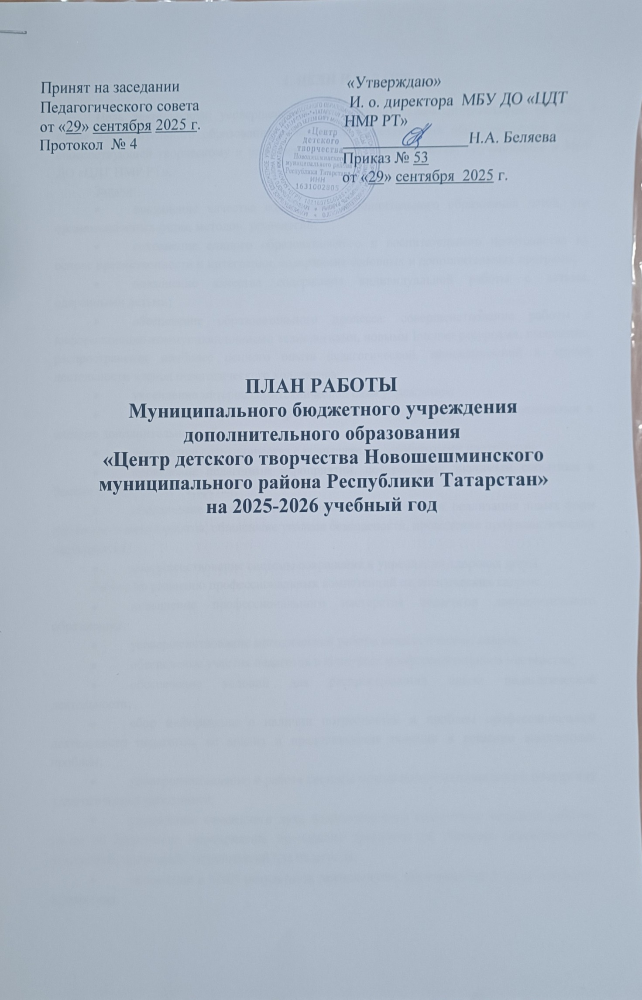 Принят на заседании
Педагогического совета
от «29» сентября 2025 г.
Протокол № 4
«Утверждаю»
И. о. директора МБУ ДО «ЦДТ
НМР РТ»
Н.А. Беляева
Приказ № 53
от «29» сентября 2025 г.
«Центр
детского
творчества
Новошешминского
муниципального района
Республики Татарстан»
ИНН
1631002805
ПЛАН РАБОТЫ
Муниципального бюджетного учреждения
дополнительного образования
«Центр детского творчества Новошешминского
муниципального района Республики Татарстан»
на 2025-2026 учебный год